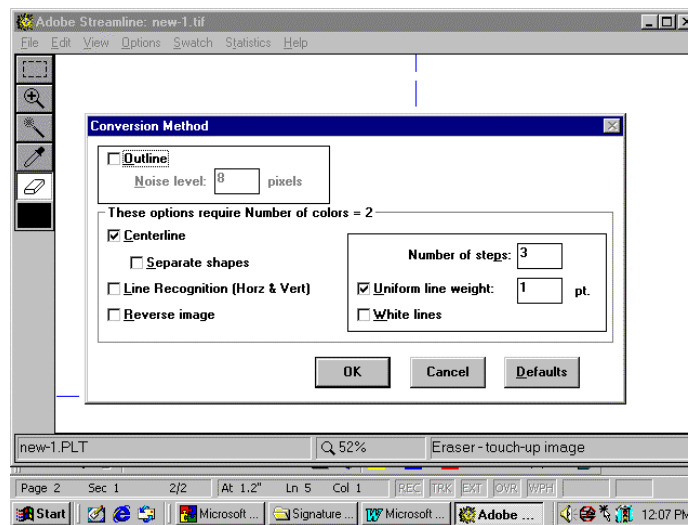 Adobe Streamline: new-1.tif
File Edit View Options Swatch Statistics Help
Conversion Method
Outline
Noise level: 8 pixels
These options require Number of colors = 2
Centerline
Separate shapes
Line Recognition (Horz & Vert)
Reverse image
Number of steps: 3
Uniform line weight: 1 pt.
White lines
OK Cancel Defaults
new-1.PLT 52% Eraser - touch-up image
Page 2 Sec 1 2/2 At 1.2" Ln 5 Col 1 REC TRK EXT OVR WPH
Start Microsoft ... Signature ... Microsoft ... Adobe ... 12:07 PM